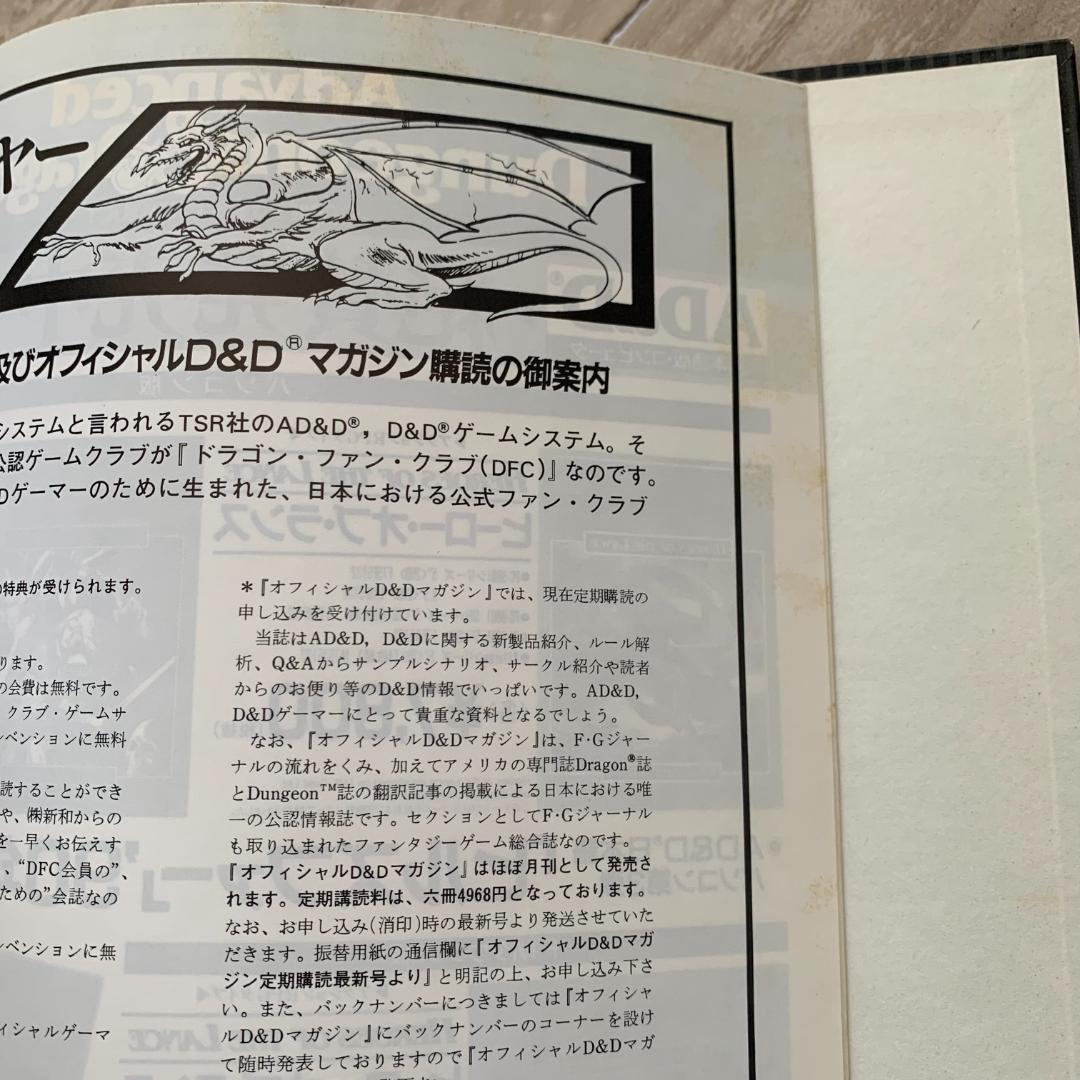 ャー
及びオフィシャルD&D®マガジン購読の御案内
システムと言われるTSR社のAD&D®，D&D®ゲームシステム。そ
公認ゲームクラブが『ドラゴン・ファン・クラブ(DFC)』なのです。
Dゲーマーのために生まれた、日本における公式ファン・クラブ
の特典が受けられます。
ります。
の会費は無料です。
クラブ・ゲームサ
ンベンションに無料
読することができ
や、㈱新和からの
を一早くお伝えす
、“DFC会員の”、
ための”会誌なの
ンベンションに無
ィシャルゲーマ
＊『オフィシャルD&Dマガジン』では、現在定期購読の
申し込みを受け付けています。
当誌はAD&D，D&Dに関する新製品紹介、ルール解
析、Q&Aからサンプルシナリオ、サークル紹介や読者
からのお便り等のD&D情報でいっぱいです。AD&D,
D&Dゲーマーにとって貴重な資料となるでしょう。
なお、『オフィシャルD&Dマガジン』は、F・Gジャー
ナルの流れをくみ、加えてアメリカの専門誌Dragon®誌
とDungeon™誌の翻訳記事の掲載による日本における唯
一の公認情報誌です。セクションとしてF・Gジャーナル
も取り込まれたファンタジーゲーム総合誌なのです。
『オフィシャルD&Dマガジン』はほぼ月刊として発売さ
れます。定期講読料は、六冊4968円となっております。
なお、お申し込み(消印)時の最新号より発送させていた
だきます。振替用紙の通信欄に『オフィシャルD&Dマガ
ジン定期購読最新号より』と明記の上、お申し込み下さ
い。また、バックナンバーにつきましては『オフィシャ
ルD&Dマガジン』にバックナンバーのコーナーを設け
て随時発表しておりますので『オフィシャルD&Dマガ